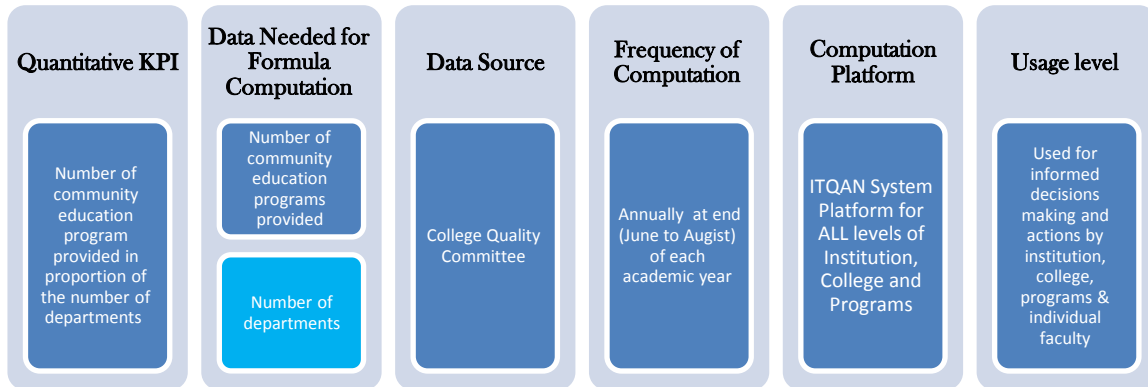 Quantitative KPI
Number of
community
education
program
provided in
proportion of
the number of
departments
Data Needed for
Formula
Computation
Number of
community
education
programs
provided
Number of
departments
Data Source
College Quality
Committee
Frequency of
Computation
Annually at end
(June to Augist)
of each
academic year
Computation
Platform
ITQAN System
Platform for
ALL levels of
Institution,
College and
Programs
Usage level
Used for
informed
decisions
making and
actions by
institution,
college,
programs &
individual
faculty